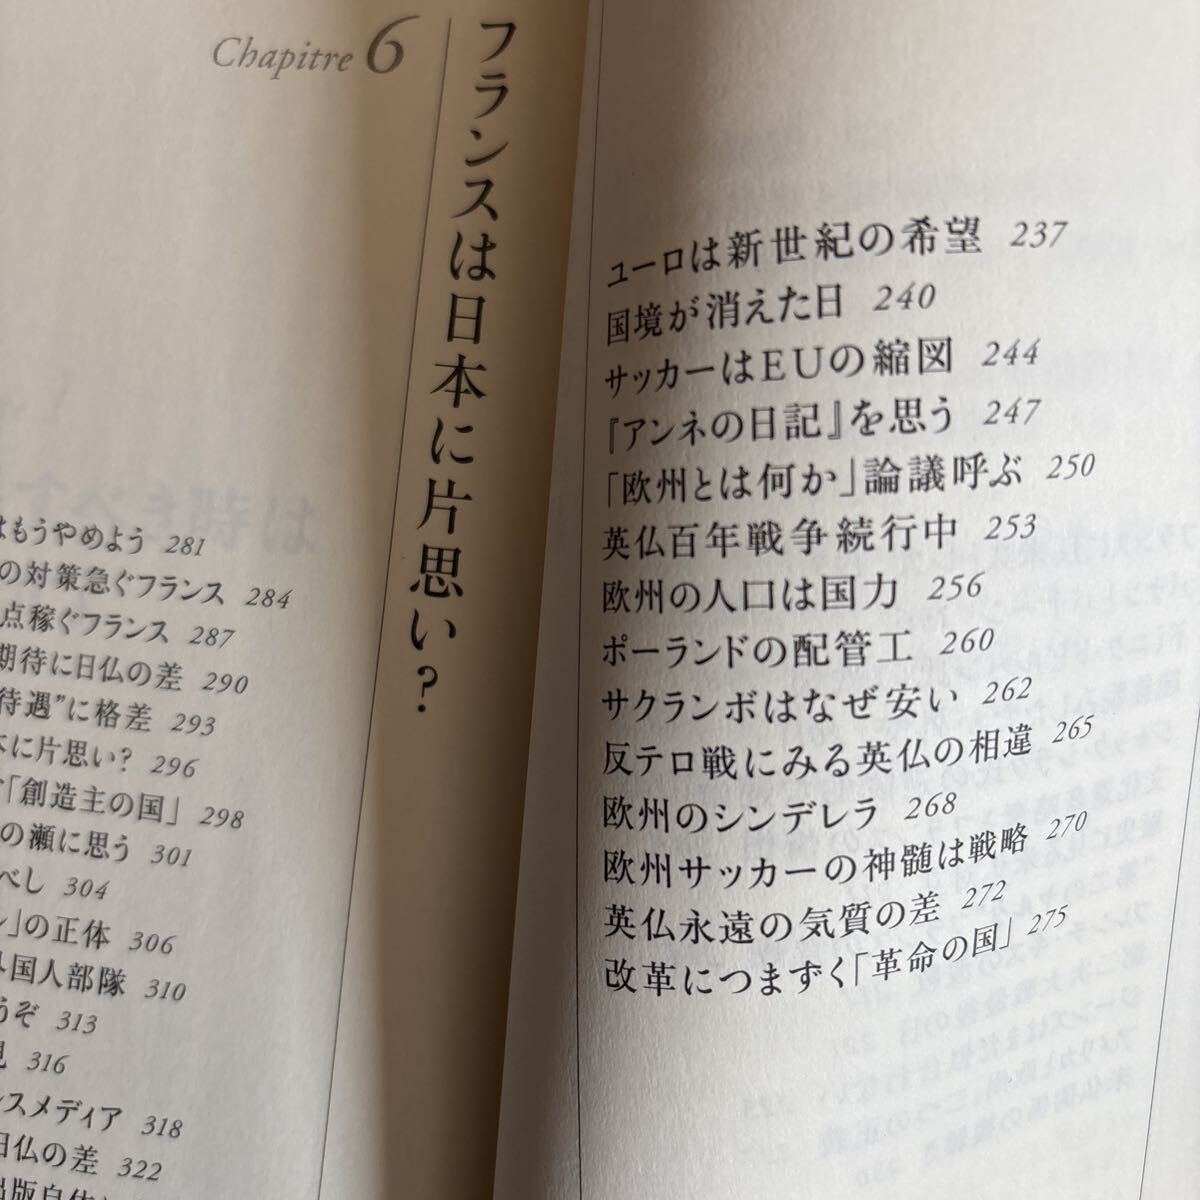 Chapitre 6
フランスは日本に片思い?
はもうやめよう 281
の対策急ぐフランス 284
点稼ぐフランス 287
期待に日仏の差 290
待遇”に格差 293
本に片思い? 296
「創造主の国」 298
の瀬に思う 301
べし 304
」の正体 306
外国人部隊 310
うぞ 313
見 316
ンスメディア 318
日仏の差 322
出版自体
ユーロは新世紀の希望 237
国境が消えた日 240
サッカーはEUの縮図 244
『アンネの日記』を思う 247
「欧州とは何か」論議呼ぶ 250
英仏百年戦争続行中 253
欧州の人口は国力 256
ポーランドの配管工 260
サクランボはなぜ安い 262
反テロ戦にみる英仏の相違 265
欧州のシンデレラ 268
欧州サッカーの神髄は戦略 270
英仏永遠の気質の差 272
改革につまずく「革命の国」 275